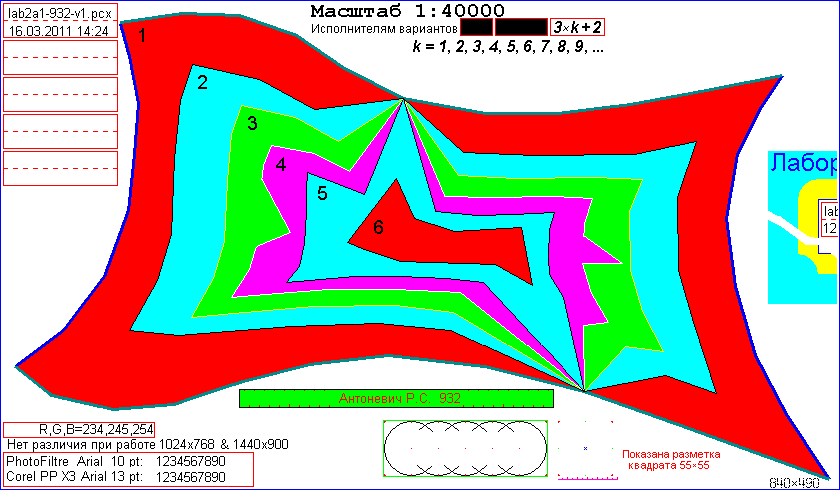 lab2a1-932-v1.pcx
16.03.2011 14:24
Масштаб 1:40000
Исполнителям вариантов 3×k+2
k = 1, 2, 3, 4, 5, 6, 7, 8, 9, ...
1
2
3
4
5
6
Лабор
lab
12
Антоневич Р.С. 932
R,G,B=234,245,254
Нет различия при работе 1024x768 & 1440x900
PhotoFiltre Arial 10 pt: 1234567890
Corel PP X3 Arial 13 pt: 1234567890
Показана разметка
квадрата 55×55
840×490